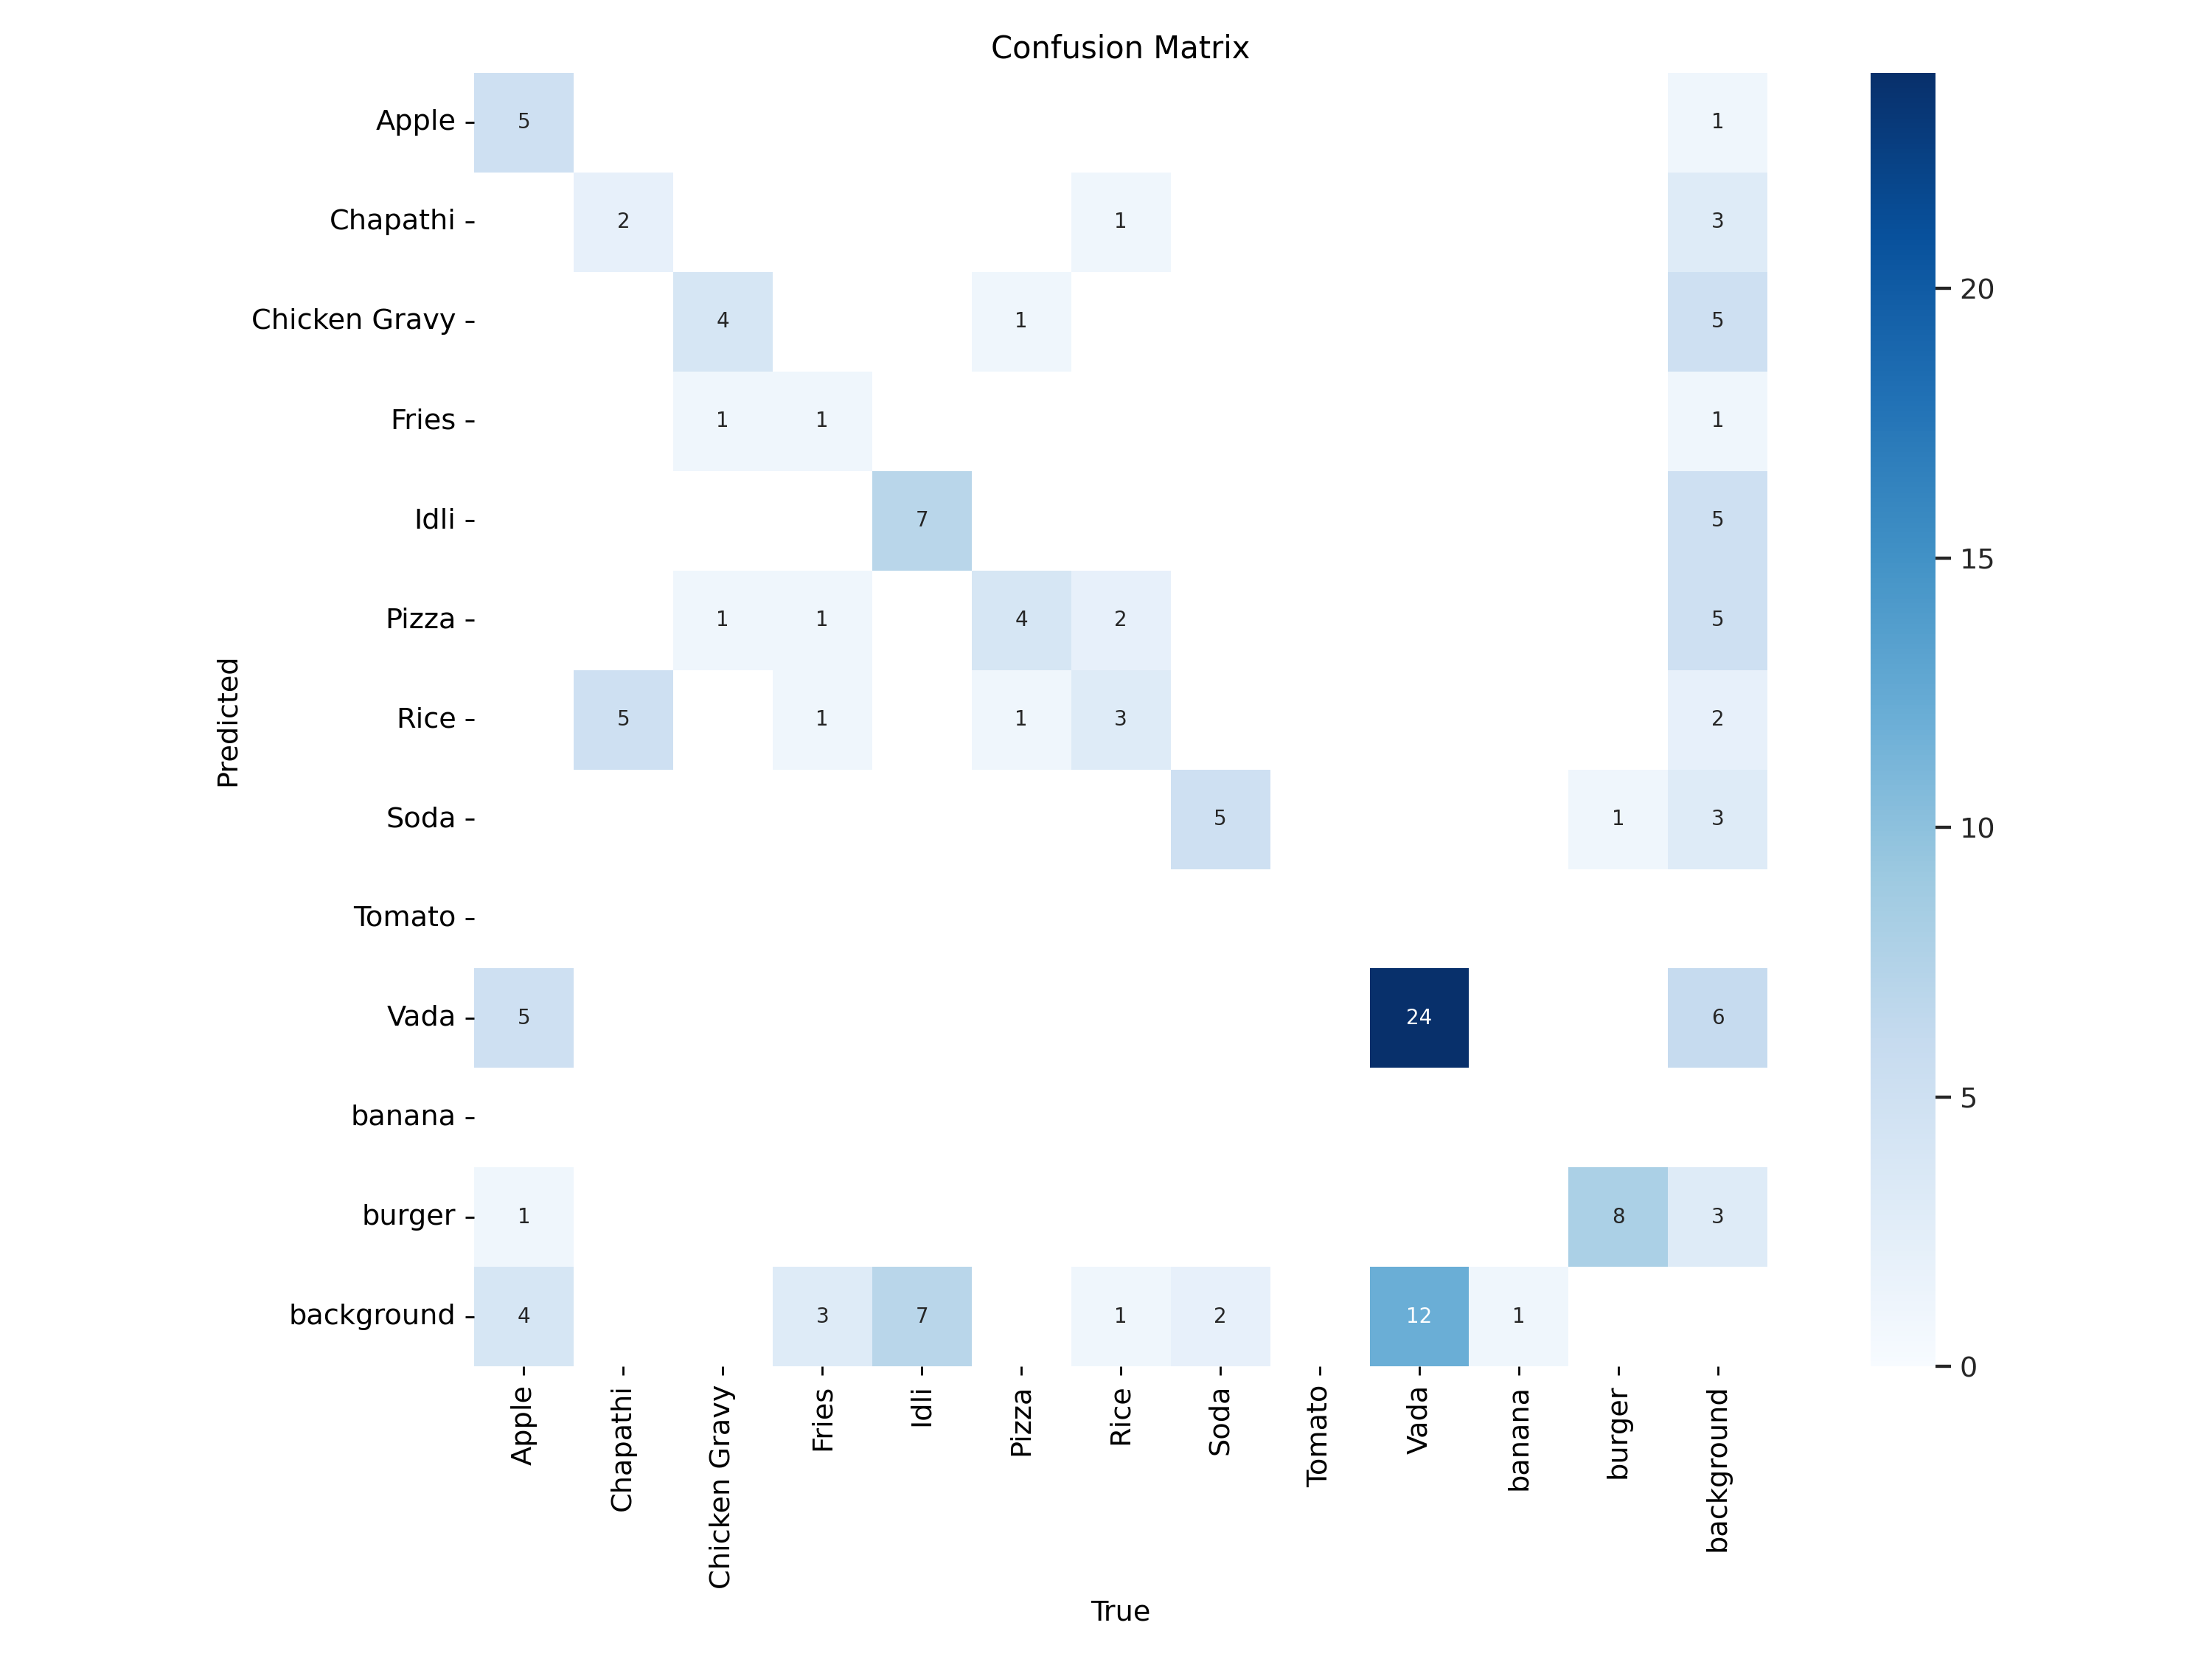 Confusion Matrix
Apple 5 1
Chapathi 2 1 3
Chicken Gravy 4 1 5
Fries 1 1 1
Idli 7 5
Pizza 1 1 4 2 5
Rice 5 1 1 3 2
Soda 5 1 3
Tomato
Vada 5 24 6
banana
burger 1 8 3
background 4 3 7 1 2 12 1
Apple Chapathi Chicken Gravy Fries Idli Pizza Rice Soda Tomato Vada banana burger background
True
Predicted
20
15
10
5
0